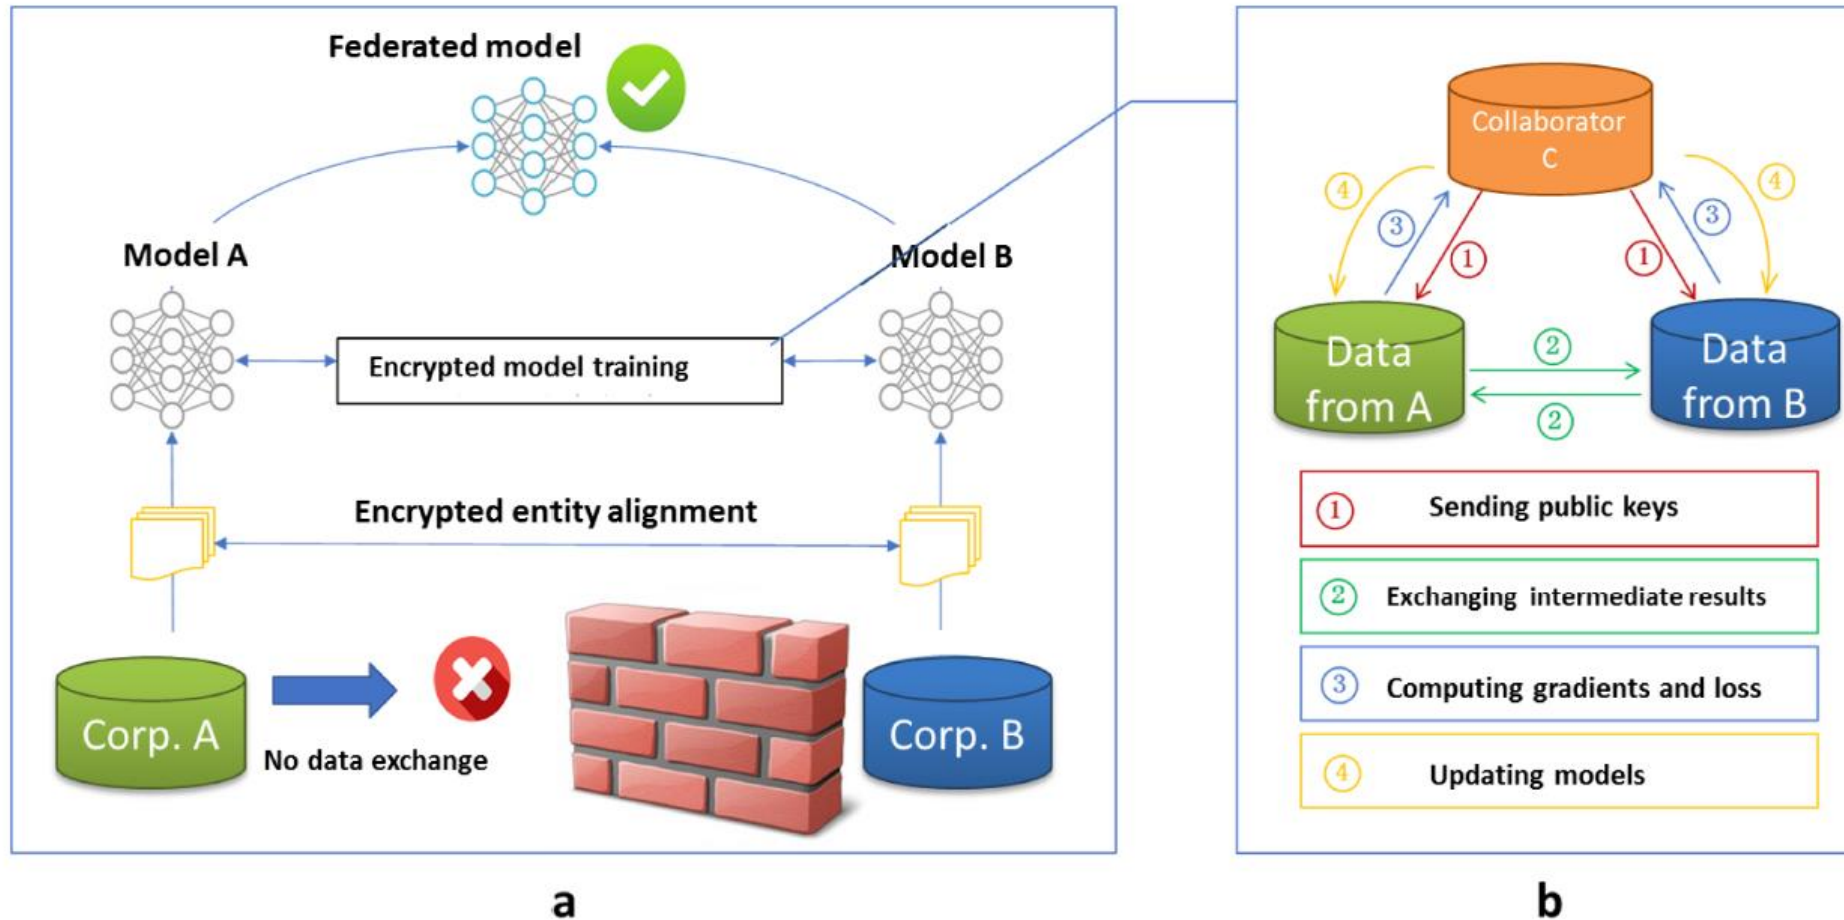 Federated model
Model A
Model B
Encrypted model training
Encrypted entity alignment
Corp. A
No data exchange
Corp. B
a
Collaborator
C
4
3
1
1
3
4
Data
from A
2
2
Data
from B
1 Sending public keys
2 Exchanging intermediate results
3 Computing gradients and loss
4 Updating models
b